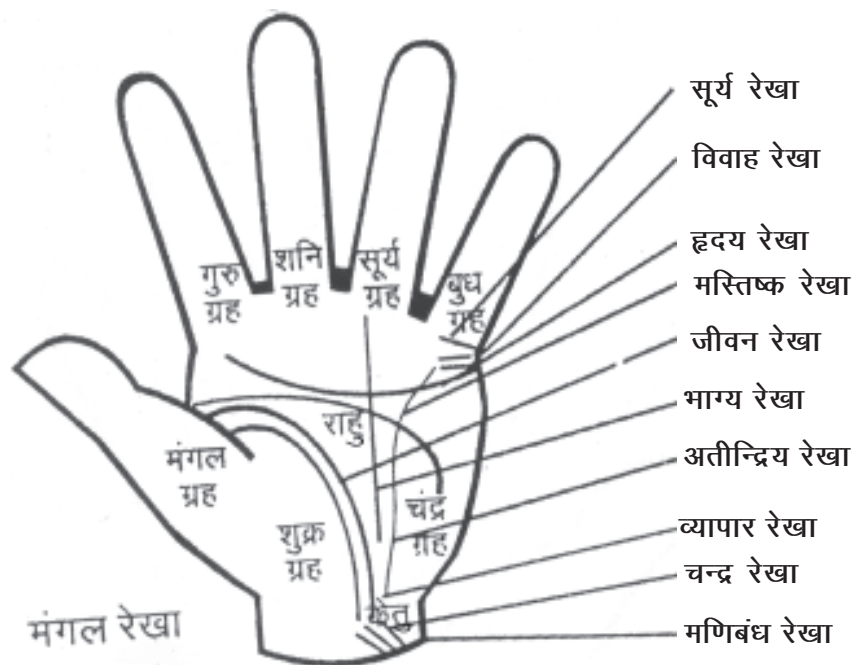 सूर्य रेखा
विवाह रेखा
हृदय रेखा
मस्तिष्क रेखा
जीवन रेखा
भाग्य रेखा
अतीन्द्रिय रेखा
व्यापार रेखा
चन्द्र रेखा
मणिबंध रेखा
गुरु
ग्रह
शनि
ग्रह
सूर्य
ग्रह
बुध
ग्रह
राहु
मंगल
ग्रह
चंद्र
ग्रह
शुक्र
ग्रह
केतु
मंगल रेखा